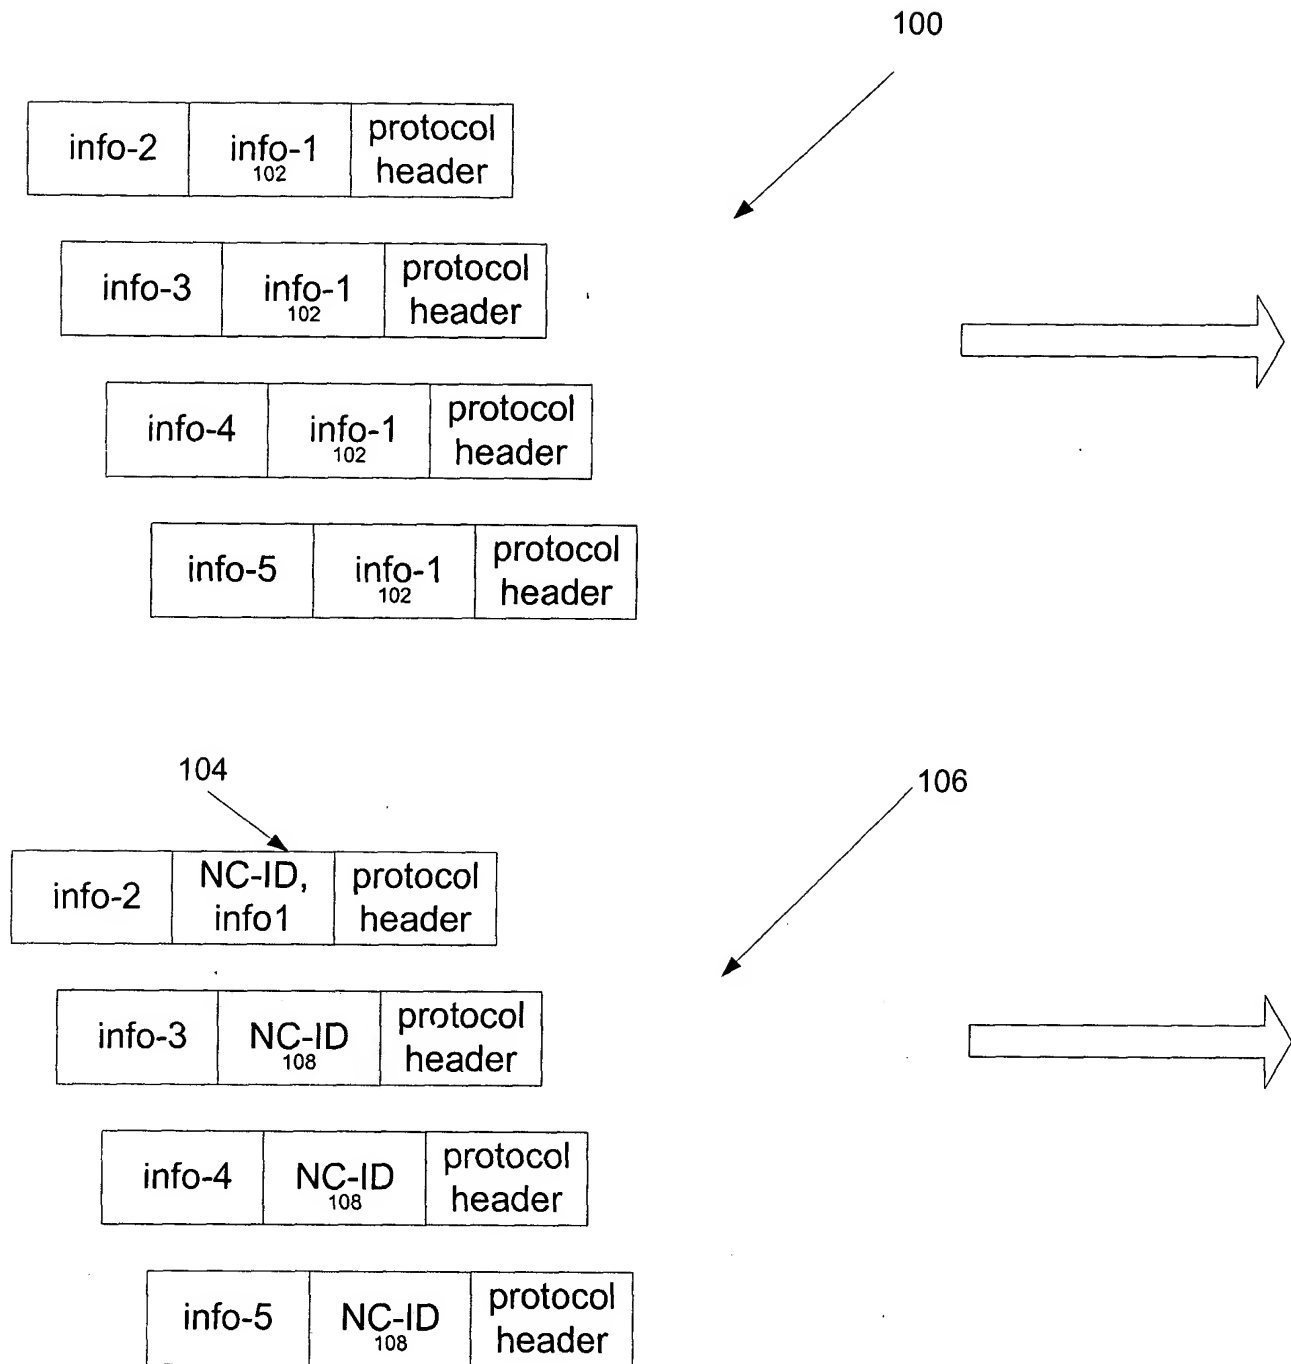 100
info-2 info-1 protocol
102 header
info-3 info-1 protocol
102 header
info-4 info-1 protocol
102 header
info-5 info-1 protocol
102 header
104
106
info-2 NC-ID, protocol
info1 header
info-3 NC-ID protocol
108 header
info-4 NC-ID protocol
108 header
info-5 NC-ID protocol
108 header